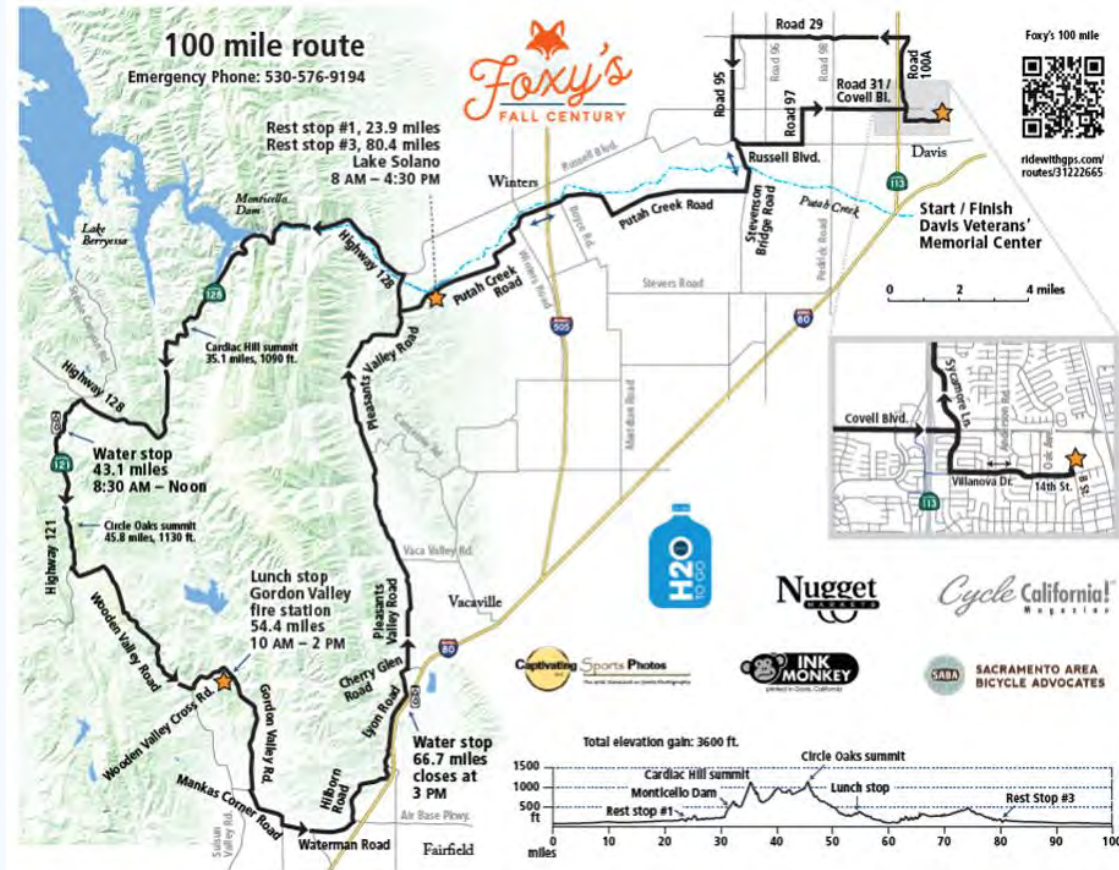 100 mile route
Emergency Phone: 530-576-9194
Foxy's
FALL CENTURY
Foxy's 100 mile
ridewithgps.com/
routes/31222665
Rest stop #1, 23.9 miles
Rest stop #3, 80.4 miles
Lake Solano
8 AM – 4:30 PM
Road 29
Road 95
Road 96
Road 98
Road 97
Road 31 /
Covell Bl.
Road
100A
Davis
113
Russell Blvd.
Russell Blvd.
Winters
Putah Creek
Start / Finish
Davis Veterans'
Memorial Center
0 2 4 miles
Monticello
Dam
Lake
Berryessa
Highway 128
Putah Creek
Road
Putah Creek Road
Boyce Rd.
Winters Road
Stevenson
Bridge Road
Pedrick Road
Stevers Road
128
505
80
Cardiac Hill summit
35.1 miles, 1090 ft.
Highway 128
Pleasants Valley Road
Water stop
43.1 miles
8:30 AM – Noon
121
Circle Oaks summit
45.8 miles, 1130 ft.
Highway 121
Covell Blvd.
Sycamore Ln.
Anderson Rd.
Oak Ave.
Villanova Dr.
14th St.
B St.
113
Vaca Valley Rd.
Vacaville
Lunch stop
Gordon Valley
fire station
54.4 miles
10 AM – 2 PM
Wooden Valley Road
Pleasants
Valley Road
80
Cherry Glen
Road
Lyon Road
Wooden Valley Cross Rd.
Gordon Valley Rd.
Water stop
66.7 miles
closes at
3 PM
Hilborn
Road
Mankas Corner Road
Suisun
Valley Rd.
Air Base Pkwy.
Waterman Road
Fairfield
H2O
TO GO
Nugget
MARKETS
Cycle California!
Magazine
Captivating Sports Photos
INK
MONKEY
printed in Davis, California
SABA
SACRAMENTO AREA
BICYCLE ADVOCATES
Total elevation gain: 3600 ft.
Circle Oaks summit
Cardiac Hill summit
Monticello Dam
Lunch stop
Rest stop #1
Rest Stop #3
1500
1000
500
ft
0 10 20 30 40 50 60 70 80 90 100
miles